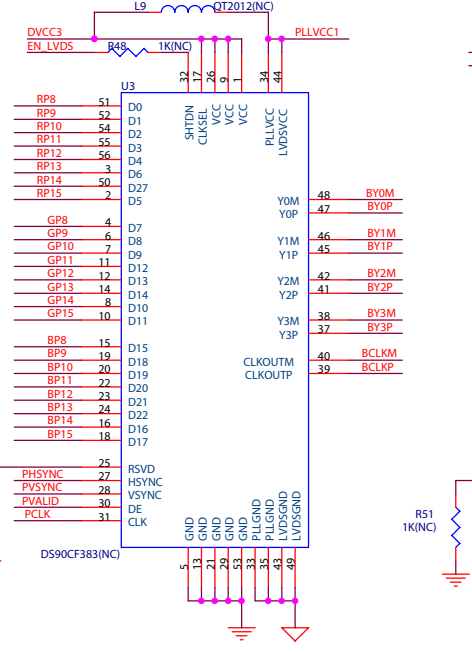 L9
QT2012(NC)
DVCC3
PLLVCC1
EN_LVDS
R48
1K(NC)
32 17 26 9 1 34 44
U3
SHTDN CLKSEL VCC VCC VCC PLLVCC LVDSVCC
RP8 51 D0
RP9 52 D1
RP10 54 D2
RP11 55 D3
RP12 56 D4
RP13 3 D6
RP14 50 D27
RP15 2 D5
Y0M 48 BY0M
Y0P 47 BY0P
GP8 4 D7
GP9 6 D8
GP10 7 D9
GP11 11 D12
GP12 12 D13
GP13 14 D14
GP14 8 D10
GP15 10 D11
Y1M 46 BY1M
Y1P 45 BY1P
Y2M 42 BY2M
Y2P 41 BY2P
Y3M 38 BY3M
Y3P 37 BY3P
BP8 15 D15
BP9 19 D18
BP10 20 D19
BP11 22 D20
BP12 23 D21
BP13 24 D22
BP14 16 D16
BP15 18 D17
CLKOUTM 40 BCLKM
CLKOUTP 39 BCLKP
25 RSVD
PHSYNC 27 HSYNC
PVSYNC 28 VSYNC
PVALID 30 DE
PCLK 31 CLK
GND GND GND GND GND PLLGND PLLGND LVDSGND LVDSGND
DS90CF383(NC)
5 13 21 29 53 33 35 43 49
R51
1K(NC)